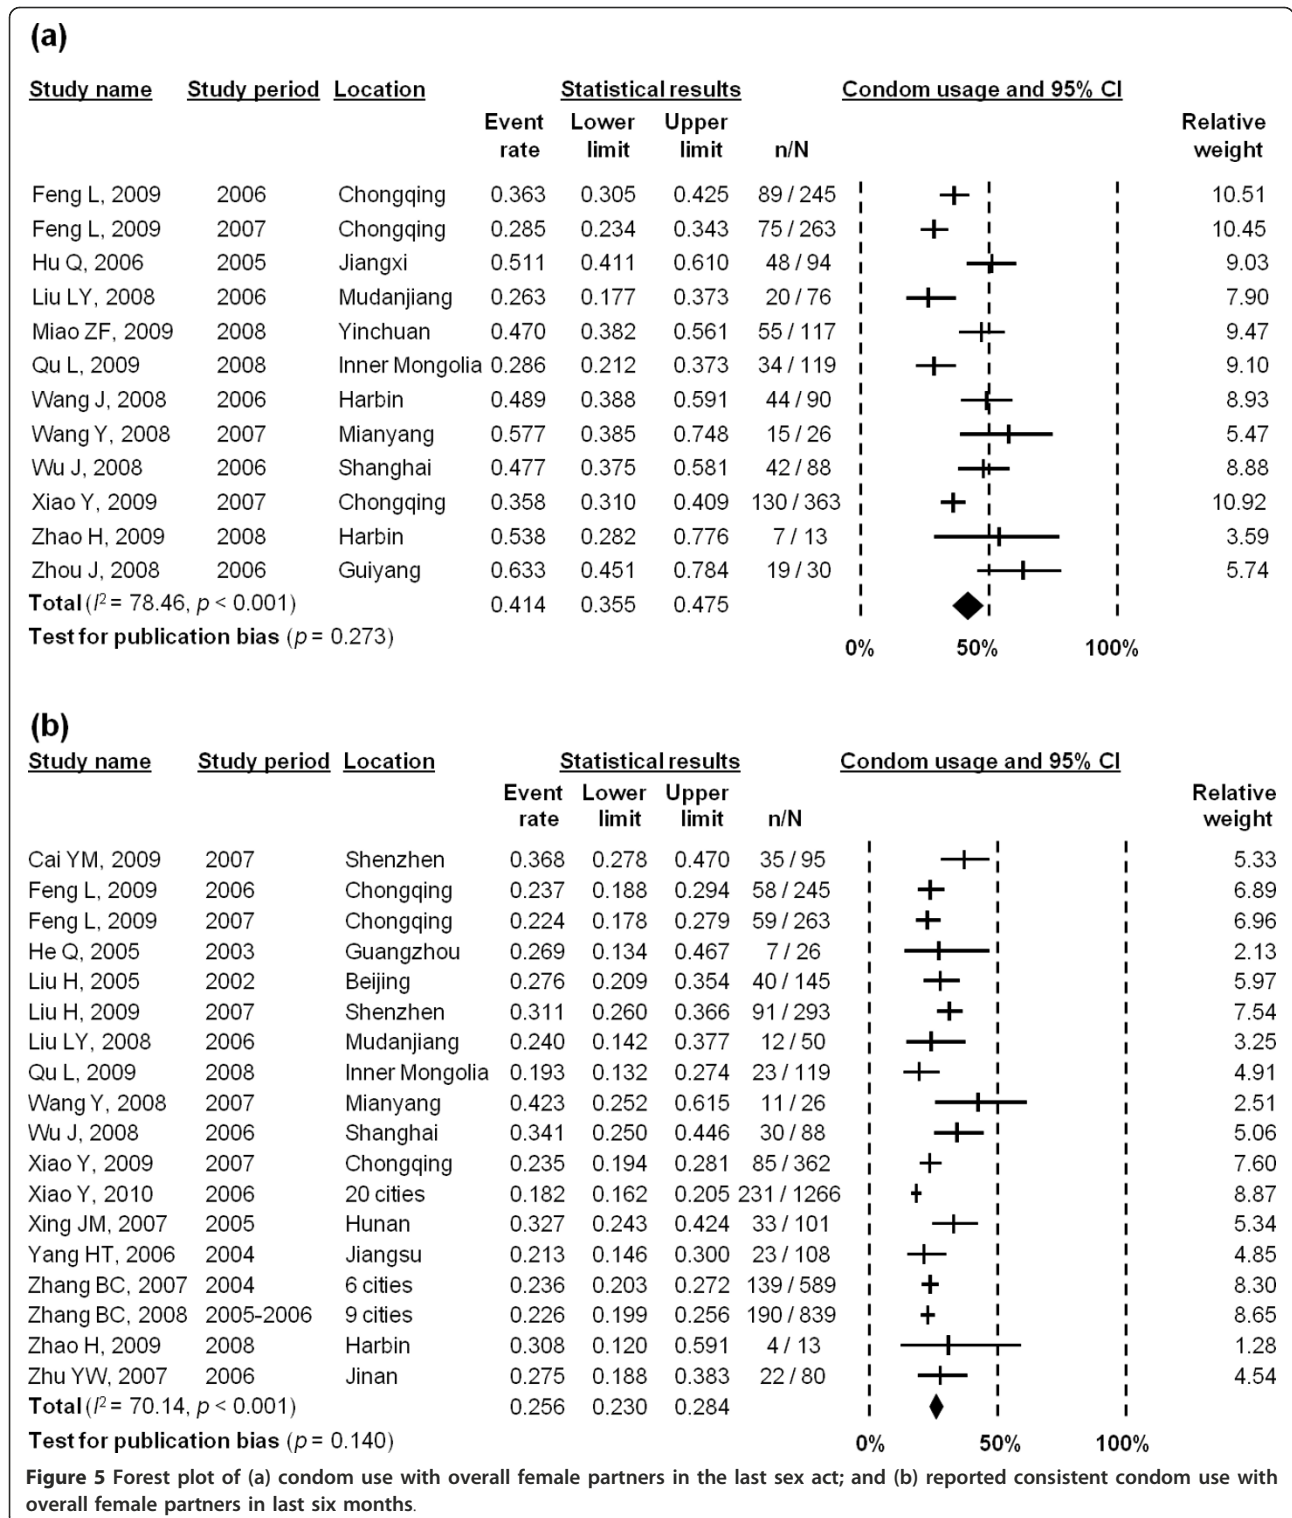 (a)
Study name Study period Location Statistical results Condom usage and 95% CI
Event Lower Upper Relative
rate limit limit n/N weight
Feng L, 2009 2006 Chongqing 0.363 0.305 0.425 89 / 245 10.51
Feng L, 2009 2007 Chongqing 0.285 0.234 0.343 75 / 263 10.45
Hu Q, 2006 2005 Jiangxi 0.511 0.411 0.610 48 / 94 9.03
Liu LY, 2008 2006 Mudanjiang 0.263 0.177 0.373 20 / 76 7.90
Miao ZF, 2009 2008 Yinchuan 0.470 0.382 0.561 55 / 117 9.47
Qu L, 2009 2008 Inner Mongolia 0.286 0.212 0.373 34 / 119 9.10
Wang J, 2008 2006 Harbin 0.489 0.388 0.591 44 / 90 8.93
Wang Y, 2008 2007 Mianyang 0.577 0.385 0.748 15 / 26 5.47
Wu J, 2008 2006 Shanghai 0.477 0.375 0.581 42 / 88 8.88
Xiao Y, 2009 2007 Chongqing 0.358 0.310 0.409 130 / 363 10.92
Zhao H, 2009 2008 Harbin 0.538 0.282 0.776 7 / 13 3.59
Zhou J, 2008 2006 Guiyang 0.633 0.451 0.784 19 / 30 5.74
Total (I² = 78.46, p < 0.001) 0.414 0.355 0.475
Test for publication bias (p = 0.273)
0% 50% 100%
(b)
Study name Study period Location Statistical results Condom usage and 95% CI
Event Lower Upper Relative
rate limit limit n/N weight
Cai YM, 2009 2007 Shenzhen 0.368 0.278 0.470 35 / 95 5.33
Feng L, 2009 2006 Chongqing 0.237 0.188 0.294 58 / 245 6.89
Feng L, 2009 2007 Chongqing 0.224 0.178 0.279 59 / 263 6.96
He Q, 2005 2003 Guangzhou 0.269 0.134 0.467 7 / 26 2.13
Liu H, 2005 2002 Beijing 0.276 0.209 0.354 40 / 145 5.97
Liu H, 2009 2007 Shenzhen 0.311 0.260 0.366 91 / 293 7.54
Liu LY, 2008 2006 Mudanjiang 0.240 0.142 0.377 12 / 50 3.25
Qu L, 2009 2008 Inner Mongolia 0.193 0.132 0.274 23 / 119 4.91
Wang Y, 2008 2007 Mianyang 0.423 0.252 0.615 11 / 26 2.51
Wu J, 2008 2006 Shanghai 0.341 0.250 0.446 30 / 88 5.06
Xiao Y, 2009 2007 Chongqing 0.235 0.194 0.281 85 / 362 7.60
Xiao Y, 2010 2006 20 cities 0.182 0.162 0.205 231 / 1266 8.87
Xing JM, 2007 2005 Hunan 0.327 0.243 0.424 33 / 101 5.34
Yang HT, 2006 2004 Jiangsu 0.213 0.146 0.300 23 / 108 4.85
Zhang BC, 2007 2004 6 cities 0.236 0.203 0.272 139 / 589 8.30
Zhang BC, 2008 2005-2006 9 cities 0.226 0.199 0.256 190 / 839 8.65
Zhao H, 2009 2008 Harbin 0.308 0.120 0.591 4 / 13 1.28
Zhu YW, 2007 2006 Jinan 0.275 0.188 0.383 22 / 80 4.54
Total (I² = 70.14, p < 0.001) 0.256 0.230 0.284
Test for publication bias (p = 0.140)
0% 50% 100%
Figure 5 Forest plot of (a) condom use with overall female partners in the last sex act; and (b) reported consistent condom use with
overall female partners in last six months.